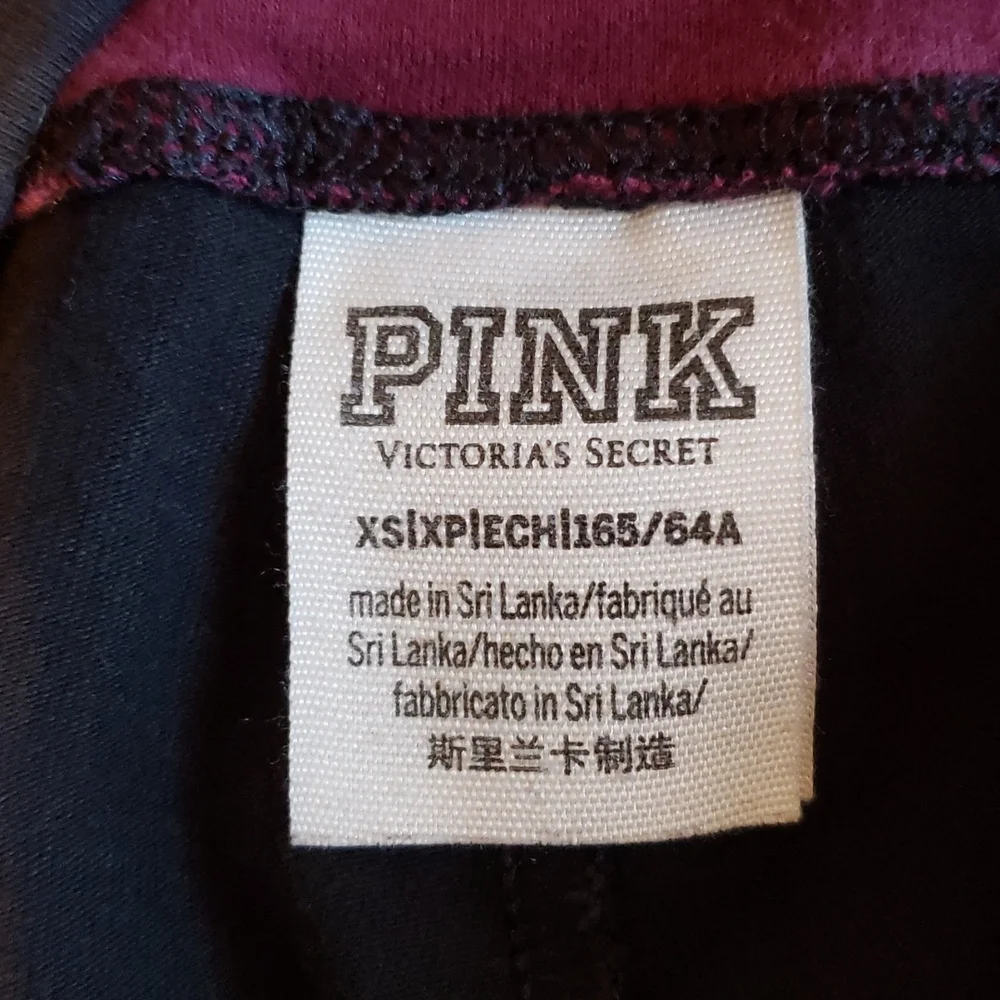 PINK
VICTORIA'S SECRET
XS|XP|ECH|165/64A
made in Sri Lanka/fabriqué au
Sri Lanka/hecho en Sri Lanka/
fabbricato in Sri Lanka/
斯里兰卡制造